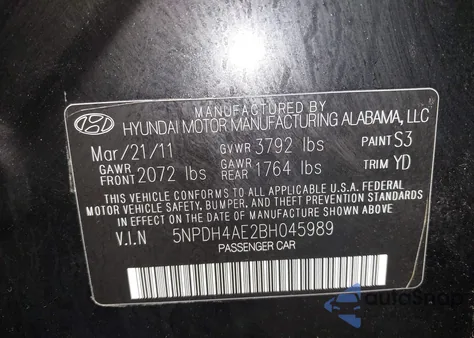 MANUFACTURED BY
HYUNDAI MOTOR MANUFACTURING ALABAMA, LLC
Mar/21/11 GVWR 3792 lbs PAINT S3
GAWR FRONT 2072 lbs GAWR REAR 1764 lbs TRIM YD
THIS VEHICLE CONFORMS TO ALL APPLICABLE U.S.A. FEDERAL
MOTOR VEHICLE SAFETY, BUMPER, AND THEFT PREVENTION STANDARDS
IN EFFECT ON THE DATE OF MANUFACTURE SHOWN ABOVE.
V.I.N 5NPDH4AE2BH045989
PASSENGER CAR
autoSnap